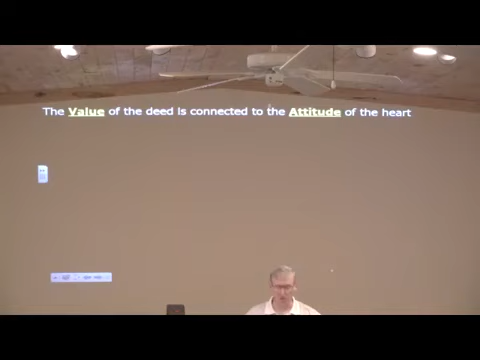 The Value of the deed is connected to the Attitude of the heart